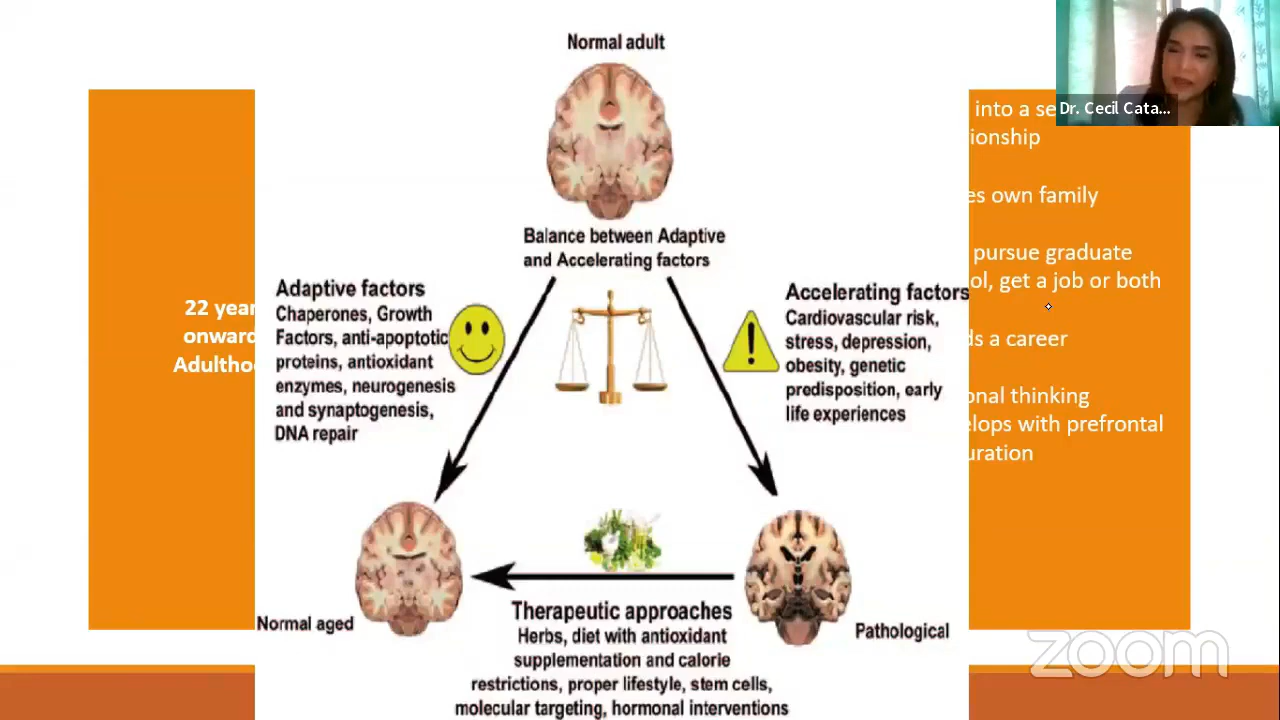 Normal adult
Dr. Cecil Cata...
Balance between Adaptive
and Accelerating factors
Adaptive factors
Chaperones, Growth
Factors, anti-apoptotic
proteins, antioxidant
enzymes, neurogenesis
and synaptogenesis,
DNA repair
Accelerating factors
Cardiovascular risk,
stress, depression,
obesity, genetic
predisposition, early
life experiences
Normal aged
Pathological
Therapeutic approaches
Herbs, diet with antioxidant
supplementation and calorie
restrictions, proper lifestyle, stem cells,
molecular targeting, hormonal interventions
22 year
onward
Adultho
into a se
ionship
es own family
pursue graduate
ol, get a job or both
ds a career
onal thinking
elops with prefrontal
uration
zoom